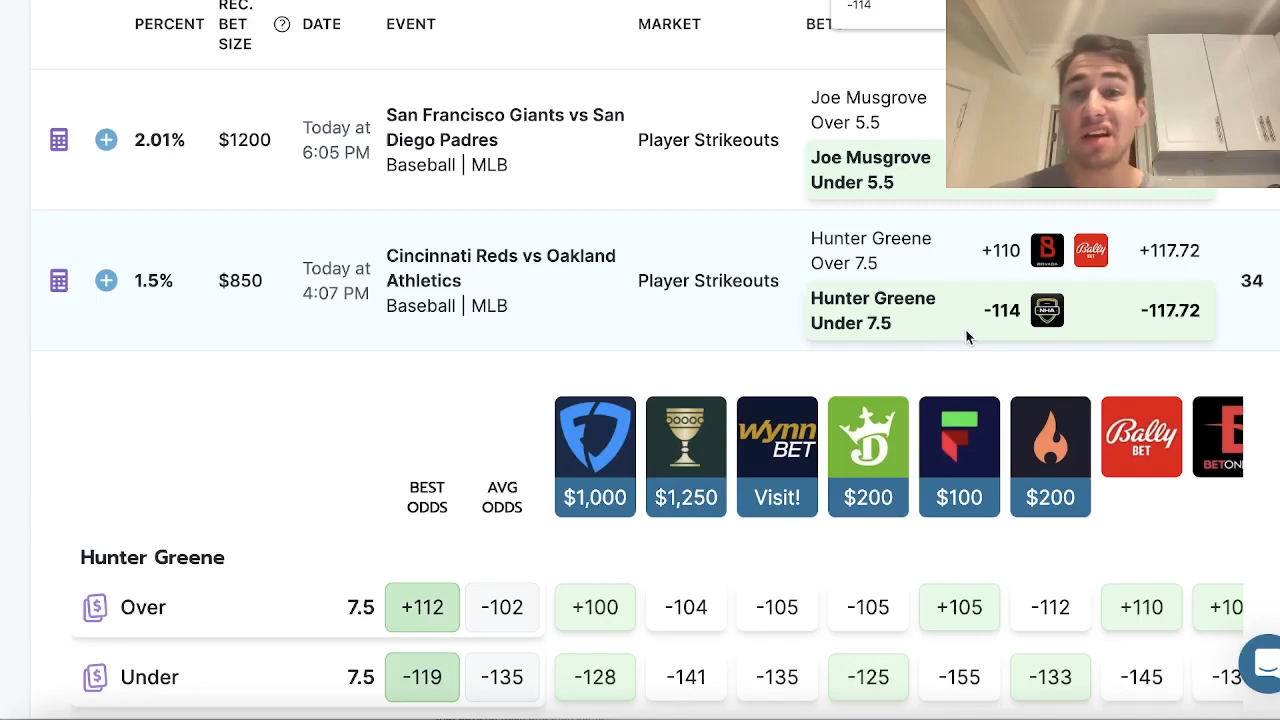 -114
REC.
PERCENT BET ? DATE EVENT MARKET
SIZE
Joe Musgrove
Over 5.5
San Francisco Giants vs San
2.01% $1200 Today at Diego Padres Player Strikeouts
6:05 PM Baseball | MLB
Joe Musgrove
Under 5.5
Hunter Greene +110 BOVADA Bally BET +117.72
Over 7.5
Cincinnati Reds vs Oakland
1.5% $850 Today at Athletics Player Strikeouts 34
4:07 PM Baseball | MLB
Hunter Greene -114 NHA -117.72
Under 7.5
WYNN BET Bally BET
BEST ODDS AVG ODDS $1,000 $1,250 Visit! $200 $100 $200
Hunter Greene
Over 7.5 +112 -102 +100 -104 -105 -105 +105 -112 +110
Under 7.5 -119 -135 -128 -141 -135 -125 -155 -133 -145